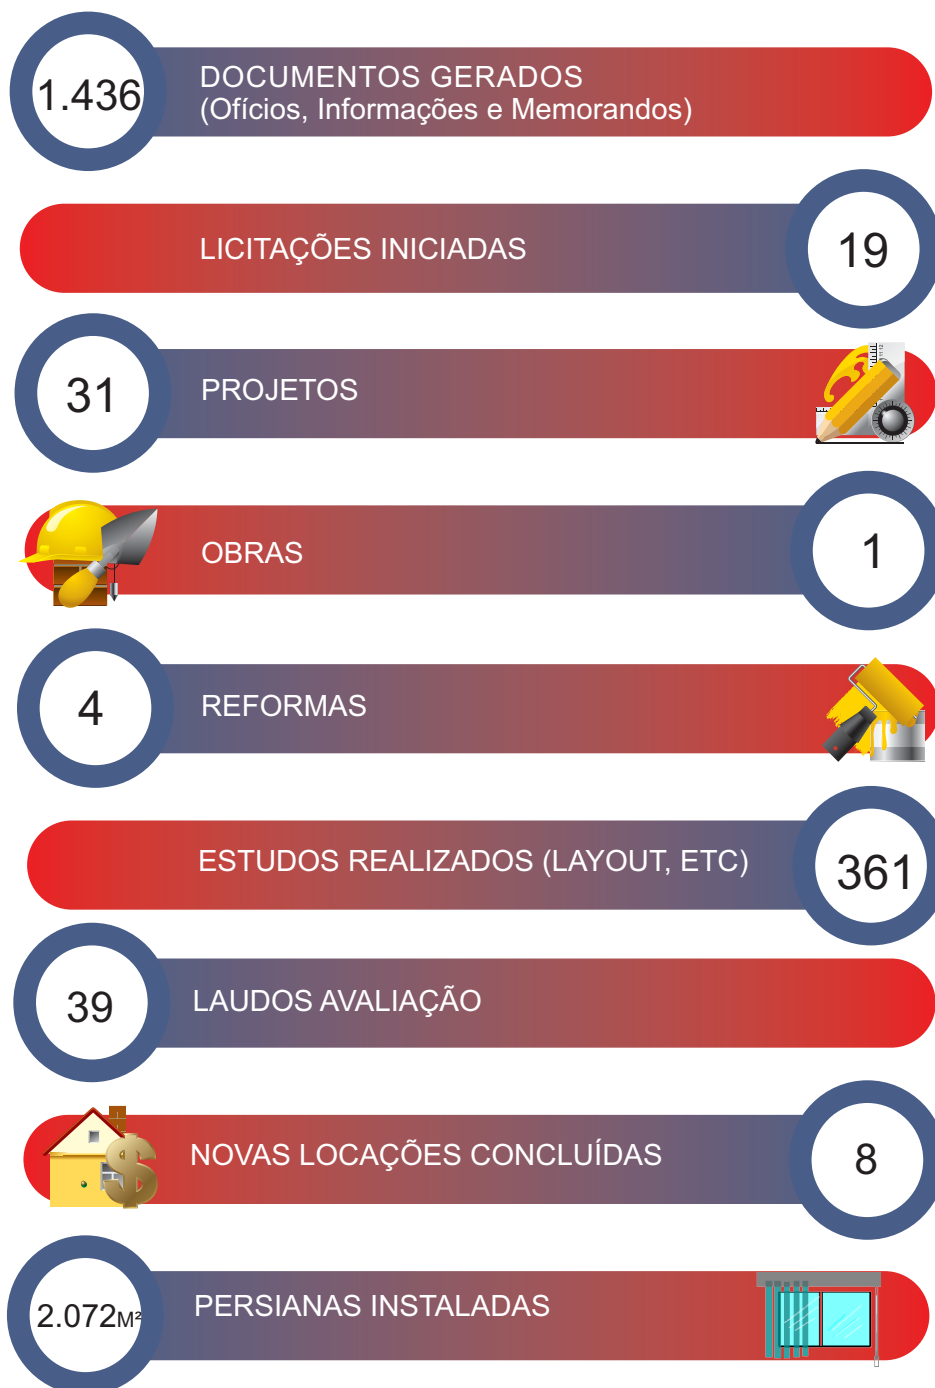 1.436
DOCUMENTOS GERADOS
(Ofícios, Informações e Memorandos)
LICITAÇÕES INICIADAS
19
31
PROJETOS
OBRAS
1
4
REFORMAS
ESTUDOS REALIZADOS (LAYOUT, ETC)
361
39
LAUDOS AVALIAÇÃO
NOVAS LOCAÇÕES CONCLUÍDAS
8
2.072M²
PERSIANAS INSTALADAS